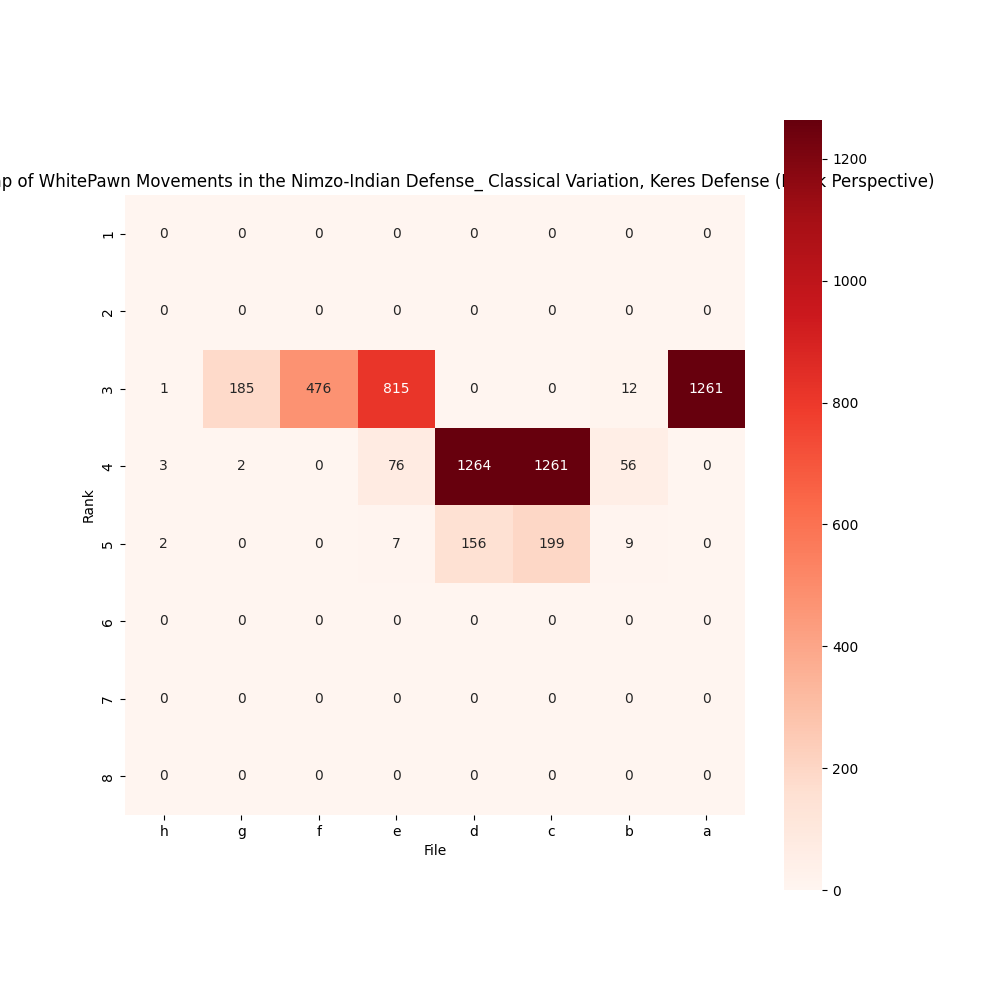 p of WhitePawn Movements in the Nimzo-Indian Defense_ Classical Variation, Keres Defense ( k Perspective)
1 0 0 0 0 0 0 0 0
2 0 0 0 0 0 0 0 0
3 1 185 476 815 0 0 12 1261
4 3 2 0 76 1264 1261 56 0
5 2 0 0 7 156 199 9 0
6 0 0 0 0 0 0 0 0
7 0 0 0 0 0 0 0 0
8 0 0 0 0 0 0 0 0
h g f e d c b a
File
Rank
1200
1000
800
600
400
200
0